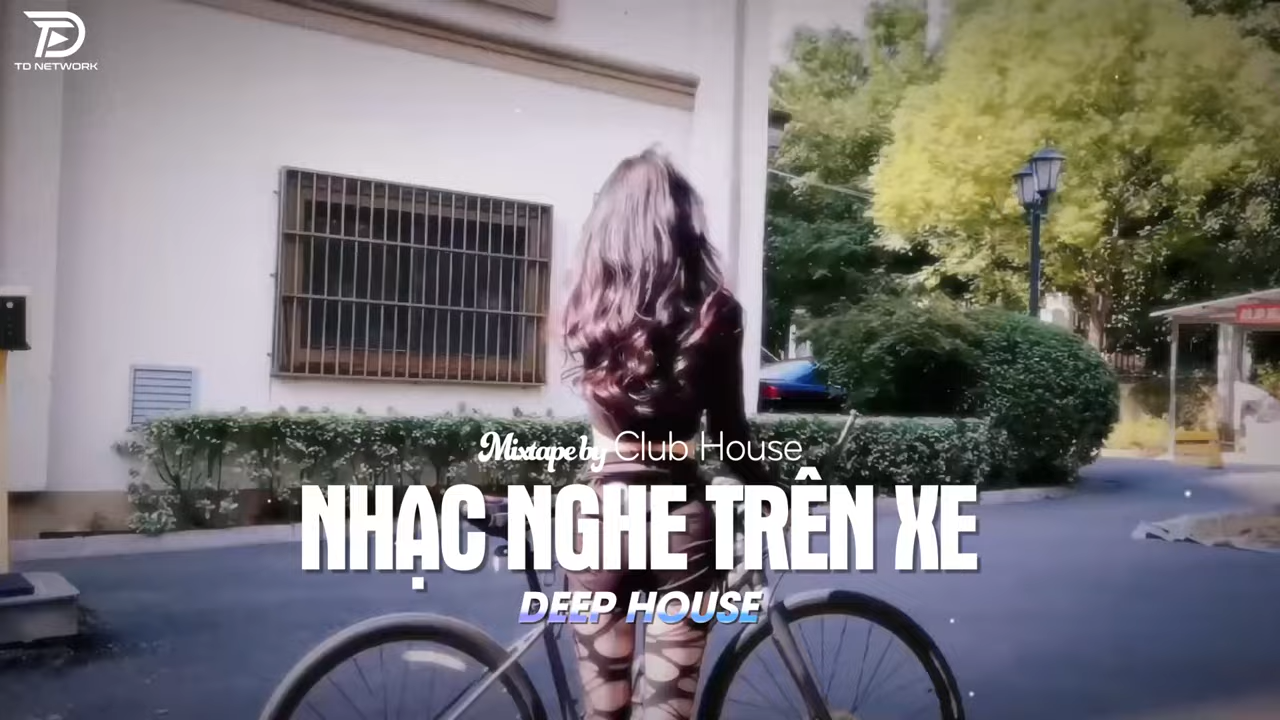 TD NETWORK
Mixtape by Club House
NHẠC NGHE TRÊN XE
DEEP HOUSE